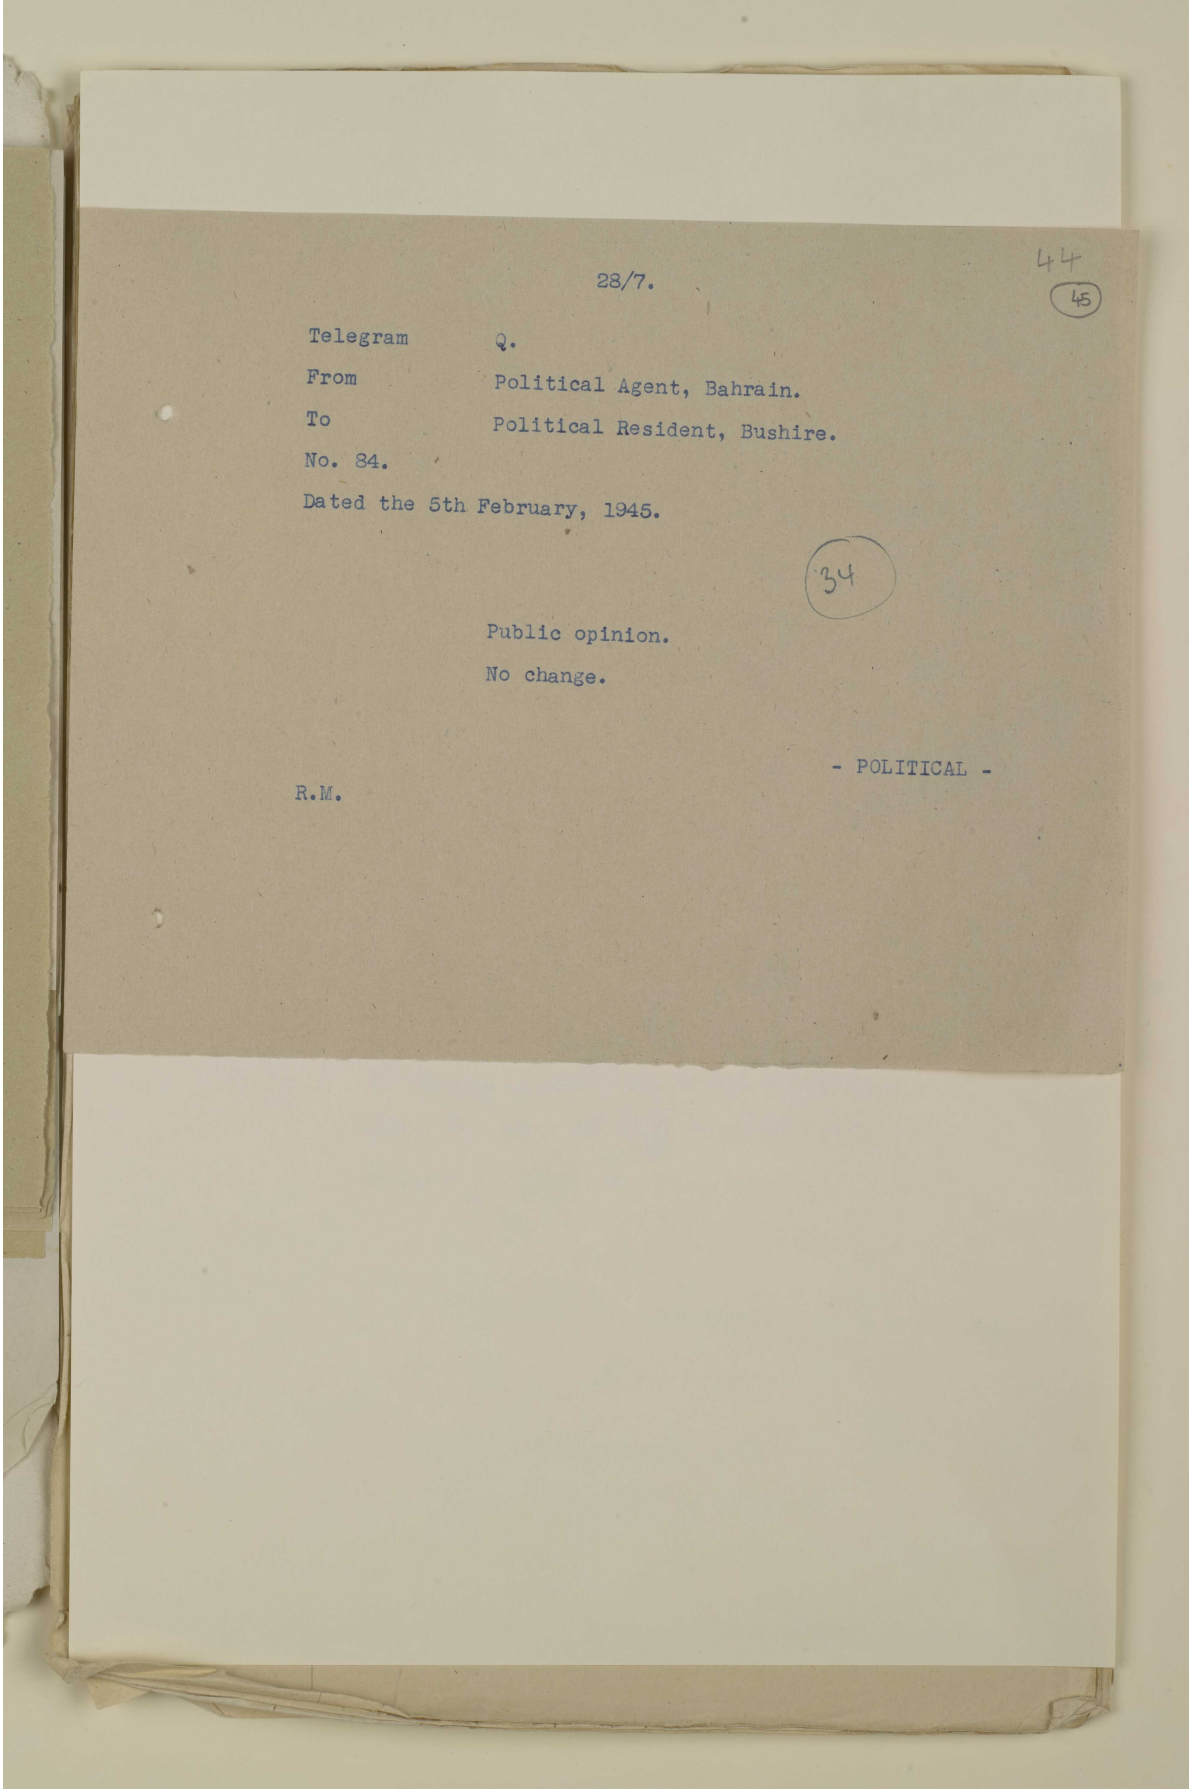 44
28/7.
45
Telegram Q.
From Political Agent, Bahrain.
To Political Resident, Bushire.
No. 84.
Dated the 5th February, 1945.
34
Public opinion.
No change.
- POLITICAL -
R.M.